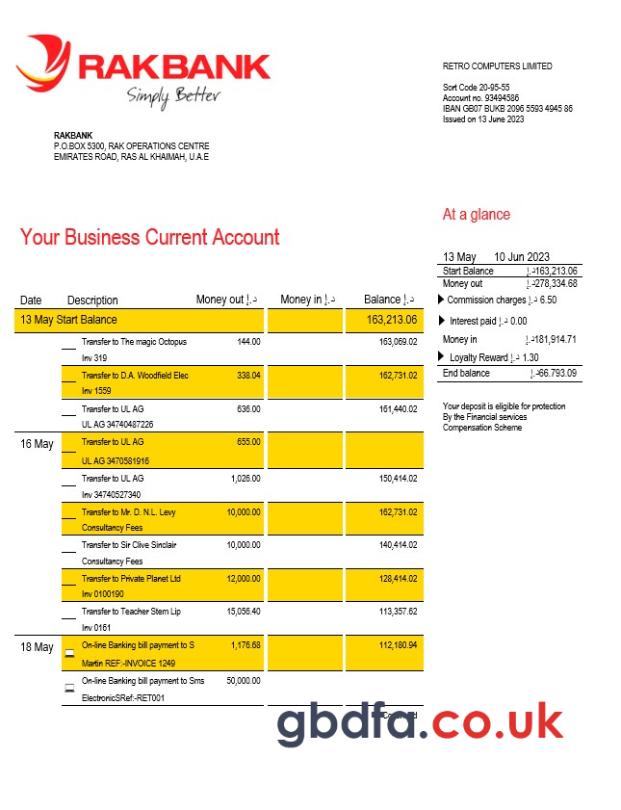 RAKBANK
Simply Better
RETRO COMPUTERS LIMITED
Sort Code 20-95-55
Account no. 93494586
IBAN GB07 BUKB 2096 5593 4945 86
Issued on 13 June 2023
RAKBANK
P.O.BOX 5300, RAK OPERATIONS CENTRE
EMIRATES ROAD, RAS AL KHAIMAH, U.A.E
At a glance
Your Business Current Account
13 May 10 Jun 2023
Start Balance د.إ163,213.06
Money out د.إ278,334.68
Commission charges د.إ 6.50
Interest paid د.إ 0.00
Money in د.إ181,914.71
Loyalty Reward د.إ 1.30
End balance د.إ66.793.09
Your deposit is eligible for protection
By the Financial services
Compensation Scheme
Date Description Money out د.إ Money in د.إ Balance د.إ
13 May Start Balance 163,213.06
Transfer to The magic Octopus 144.00 163,069.02
Inv 319
Transfer to D.A. Woodfield Elec 338.04 162,731.02
Inv 1559
Transfer to UL AG 636.00 161,440.02
UL AG 34740487226
16 May Transfer to UL AG 655.00
UL AG 3470581916
Transfer to UL AG 1,026.00 150,414.02
Inv 34740527340
Transfer to Mr. D. N.L. Levy 10,000.00 162,731.02
Consultancy Fees
Transfer to Sir Clive Sinclair 10,000.00 140,414.02
Consultancy Fees
Transfer to Private Planet Ltd 12,000.00 128,414.02
Inv 0100190
Transfer to Teacher Stem Lip 15,056.40 113,357.62
Inv 0161
18 May On-line Banking bill payment to S 1,176.68 112,180.94
Martin REF:-INVOICE 1249
On-line Banking bill payment to Sms 50,000.00
ElectronicSRef:-RET001
gbdfa.co.uk